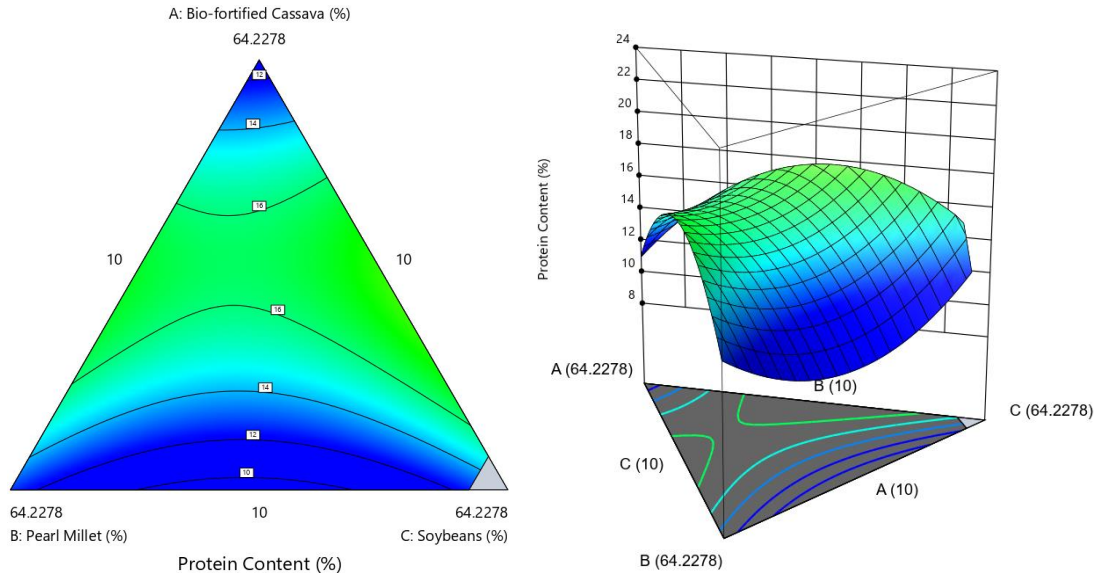 A: Bio-fortified Cassava (%)
64.2278
12
14
16
10
10
16
14
12
10
64.2278
10
64.2278
B: Pearl Millet (%)
C: Soybeans (%)
Protein Content (%)
24
22
20
18
16
14
12
10
8
Protein Content (%)
A (64.2278)
B (10)
C (64.2278)
C (10)
A (10)
B (64.2278)